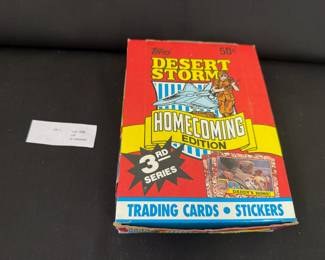 Topps
50¢
DESERT
STORM
HOMECOMING
EDITION
3RD
SERIES
"DADDY'S HOME!"
TRADING CARDS • STICKERS